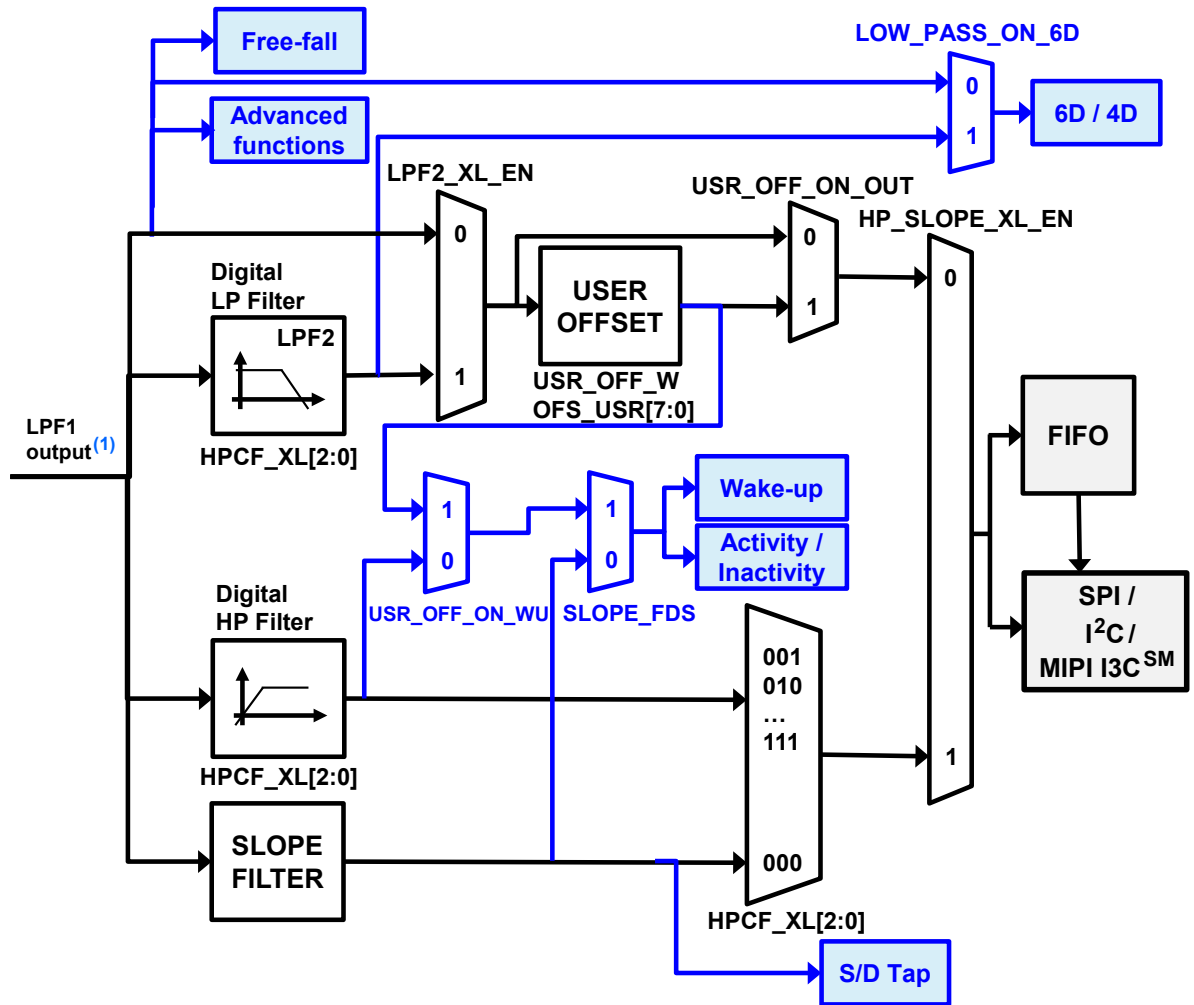 Free-fall
LOW_PASS_ON_6D
0
1
6D / 4D
Advanced
functions
LPF2_XL_EN
0
1
USR_OFF_ON_OUT
0
1
HP_SLOPE_XL_EN
0
1
Digital
LP Filter
LPF2
HPCF_XL[2:0]
USER
OFFSET
USR_OFF_W
OFS_USR[7:0]
LPF1
output(1)
FIFO
1
0
USR_OFF_ON_WU
1
0
SLOPE_FDS
Wake-up
Activity /
Inactivity
SPI /
I2C /
MIPI I3CSM
Digital
HP Filter
HPCF_XL[2:0]
001
010
...
111
000
HPCF_XL[2:0]
SLOPE
FILTER
S/D Tap